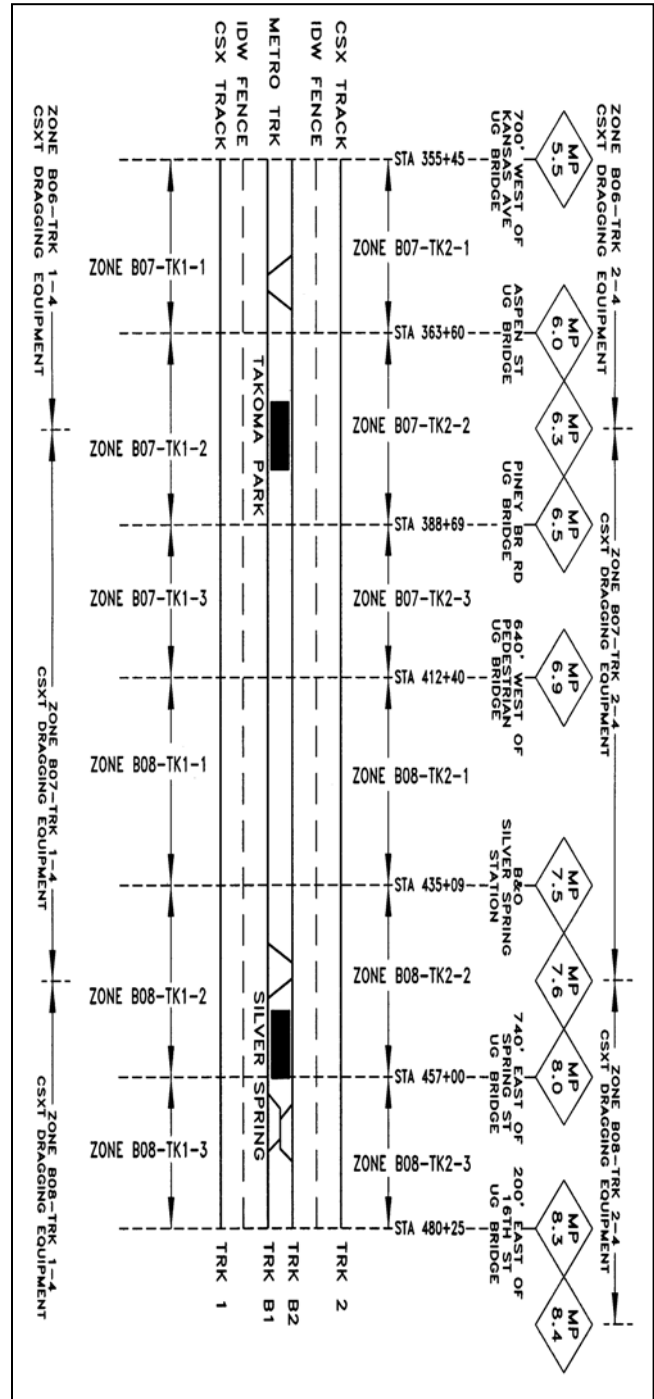 ZONE B06-TRK 2-4
CSXT DRAGGING EQUIPMENT
ZONE B07-TRK 2-4
CSXT DRAGGING EQUIPMENT
ZONE B08-TRK 2-4
CSXT DRAGGING EQUIPMENT
MP
5.5
MP
6.0
MP
6.3
MP
6.5
MP
6.9
MP
7.5
MP
7.6
MP
8.0
MP
8.3
MP
8.4
700' WEST OF
KANSAS AVE
UG BRIDGE
ASPEN ST
UG BRIDGE
PINEY BR RD
UG BRIDGE
640' WEST OF
PEDESTRIAN
UG BRIDGE
B&O
SILVER SPRING
STATION
740' EAST OF
SPRING ST
UG BRIDGE
200' EAST OF
16TH ST
UG BRIDGE
STA 355+45
STA 363+60
STA 388+69
STA 412+40
STA 435+09
STA 457+00
STA 480+25
ZONE B07-TK2-1
ZONE B07-TK2-2
ZONE B07-TK2-3
ZONE B08-TK2-1
ZONE B08-TK2-2
ZONE B08-TK2-3
CSX TRACK
TRK 2
IDW FENCE
METRO TRK
TRK B2
TRK B1
TAKOMA PARK
SILVER SPRING
IDW FENCE
CSX TRACK
TRK 1
ZONE B07-TK1-1
ZONE B07-TK1-2
ZONE B07-TK1-3
ZONE B08-TK1-1
ZONE B08-TK1-2
ZONE B08-TK1-3
ZONE B06-TRK 1-4
CSXT DRAGGING EQUIPMENT
ZONE B07-TRK 1-4
CSXT DRAGGING EQUIPMENT
ZONE B08-TRK 1-4
CSXT DRAGGING EQUIPMENT